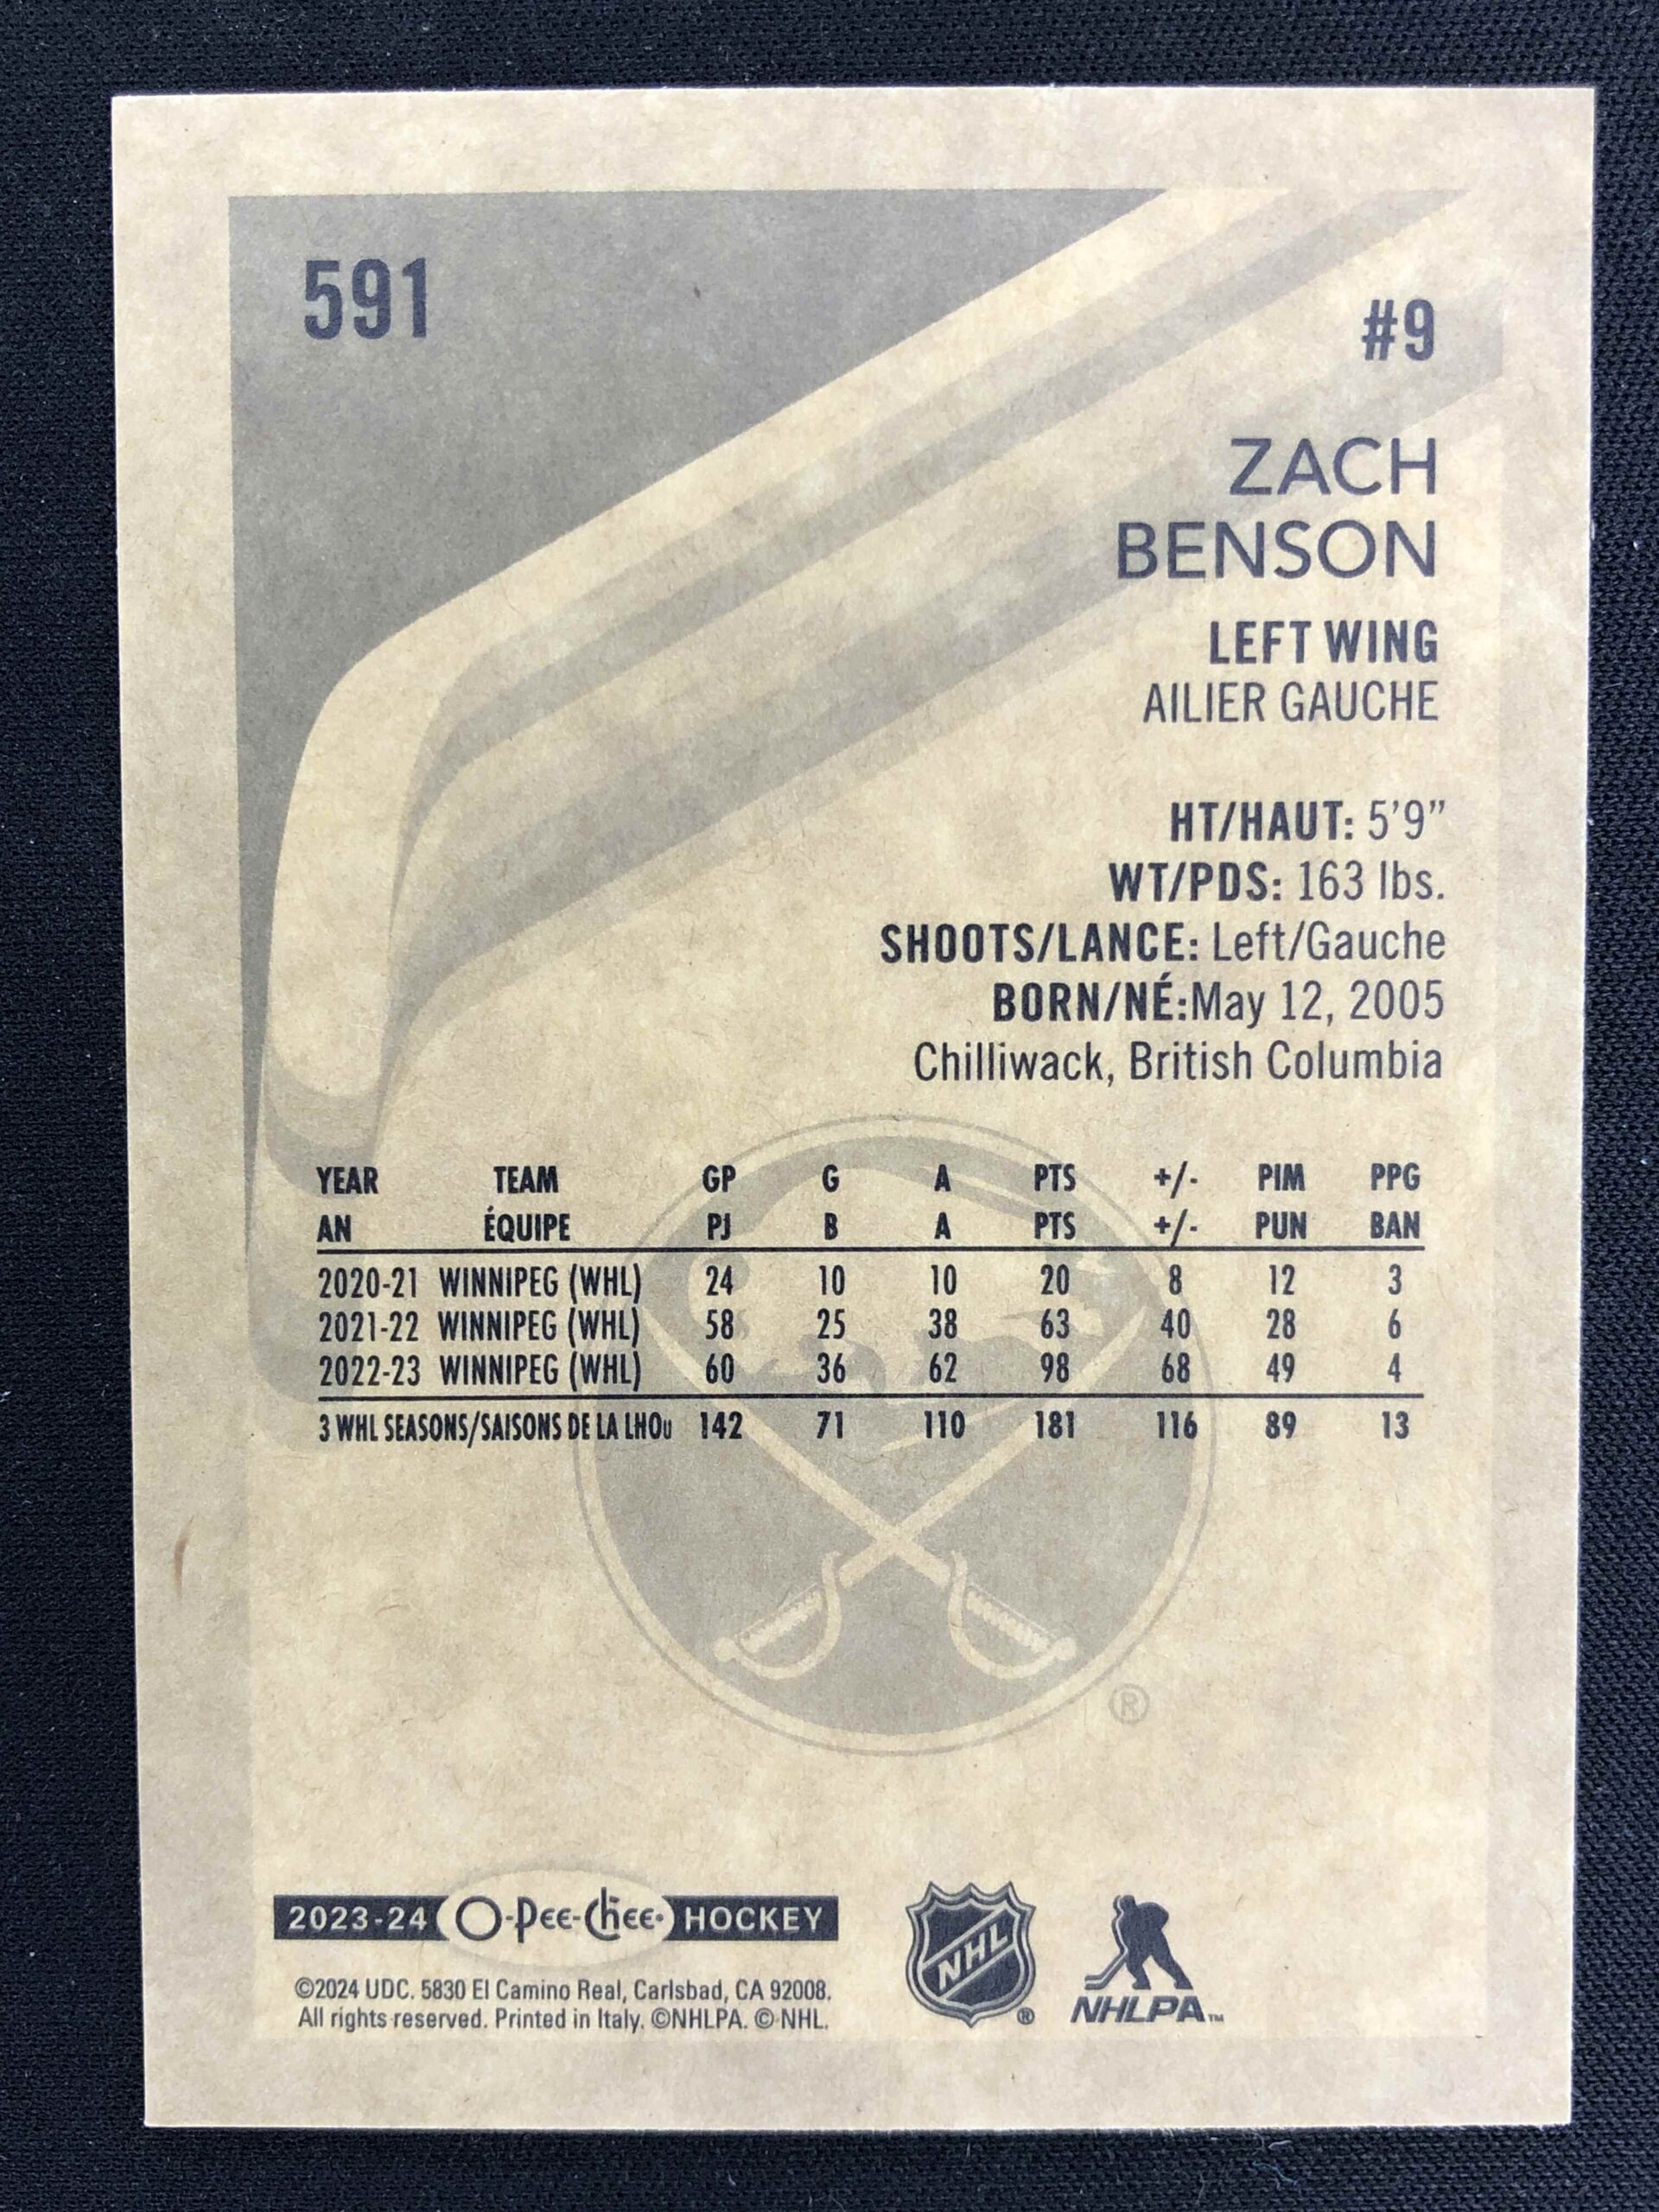 591
#9
ZACH
BENSON
LEFT WING
AILIER GAUCHE
HT/HAUT: 5'9”
WT/PDS: 163 lbs.
SHOOTS/LANCE: Left/Gauche
BORN/NÉ:May 12, 2005
Chilliwack, British Columbia
YEAR TEAM GP G A PTS +/- PIM PPG
AN ÉQUIPE PJ B A PTS +/- PUN BAN
2020-21 WINNIPEG (WHL) 24 10 10 20 8 12 3
2021-22 WINNIPEG (WHL) 58 25 38 63 40 28 6
2022-23 WINNIPEG (WHL) 60 36 62 98 68 49 4
3 WHL SEASONS/SAISONS DE LA LHOu 142 71 110 181 116 89 13
®
2023-24 O-Pee-Chee HOCKEY
©2024 UDC. 5830 El Camino Real, Carlsbad, CA 92008.
All rights reserved. Printed in Italy. ©NHLPA. © NHL.
NHL ®
NHLPA™